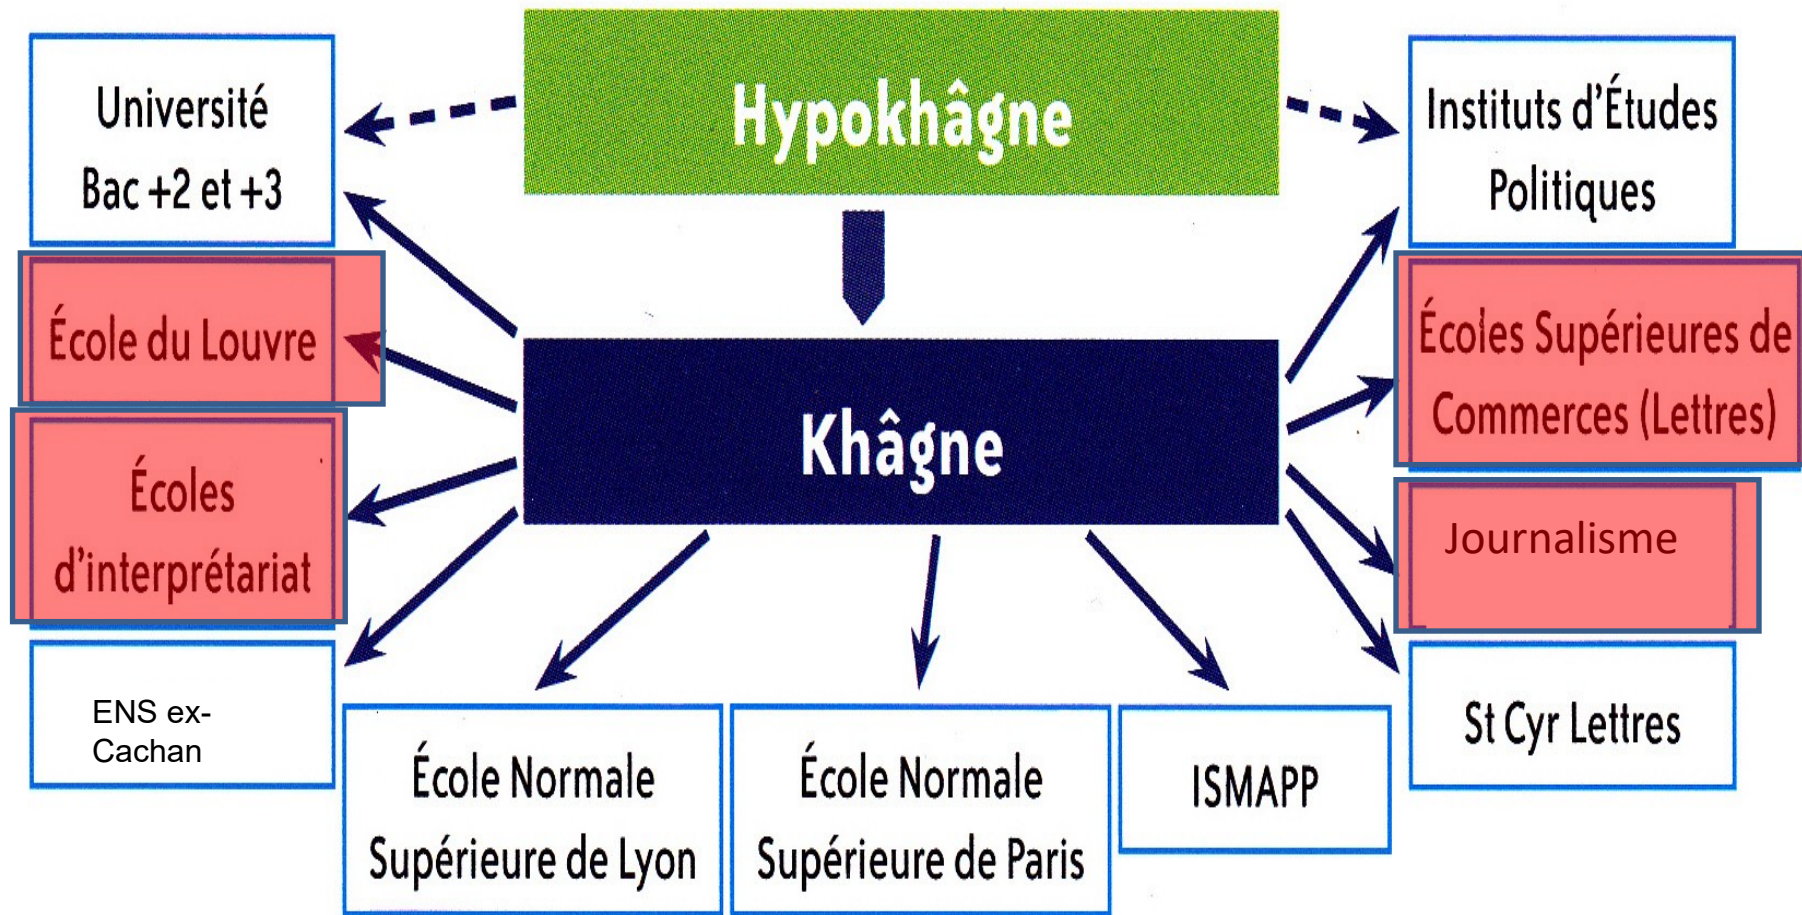 Hypokhâgne
Université
Bac +2 et +3
Instituts d'Études
Politiques
École du Louvre
Khâgne
Écoles Supérieures de
Commerces (Lettres)
Écoles
d'interprétariat
Journalisme
ENS ex-
Cachan
École Normale
Supérieure de Lyon
École Normale
Supérieure de Paris
ISMAPP
St Cyr Lettres